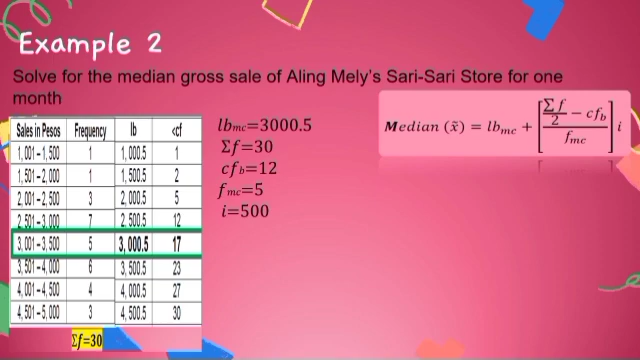 Example 2
Solve for the median gross sale of Aling Mely's Sari-Sari Store for one
month
Sales in Pesos Frequency lb <cf
1,001 – 1,500 1 1,000.5 1
1,501 – 2,000 1 1,500.5 2
2,001 – 2,500 3 2,000.5 5
2,501 – 3,000 7 2,500.5 12
3,001 – 3,500 5 3,000.5 17
3,501 – 4,000 6 3,500.5 23
4,001 – 4,500 4 4,000.5 27
4,501 – 5,000 3 4,500.5 30
Σf=30
lbmc=3000.5
Σf=30
cfb=12
fmc=5
i=500
Median (x̃) = lbmc + [(Σf/2 − cfb)/fmc] i